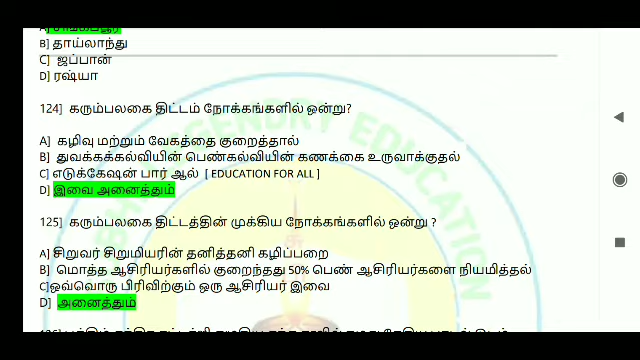 A] சிங்கப்பூர்
B] தாய்லாந்து
C] ஜப்பான்
D] ரஷ்யா
124] கரும்பலகை திட்டம் நோக்கங்களில் ஒன்று?
A] கழிவு மற்றும் வேகத்தை குறைத்தால்
B] துவக்கக்கல்வியின் பெண்கல்வியின் கணக்கை உருவாக்குதல்
C] எடுக்கேஷன் பார் ஆல் [ EDUCATION FOR ALL ]
D] இவை அனைத்தும்
125] கரும்பலகை திட்டத்தின் முக்கிய நோக்கங்களில் ஒன்று ?
A] சிறுவர் சிறுமியரின் தனித்தனி கழிப்பறை
B] மொத்த ஆசிரியர்களில் குறைந்தது 50% பெண் ஆசிரியர்களை நியமித்தல்
C]ஒவ்வொரு பிரிவிற்கும் ஒரு ஆசிரியர் இவை
D] அனைத்தும்
EDUCATION